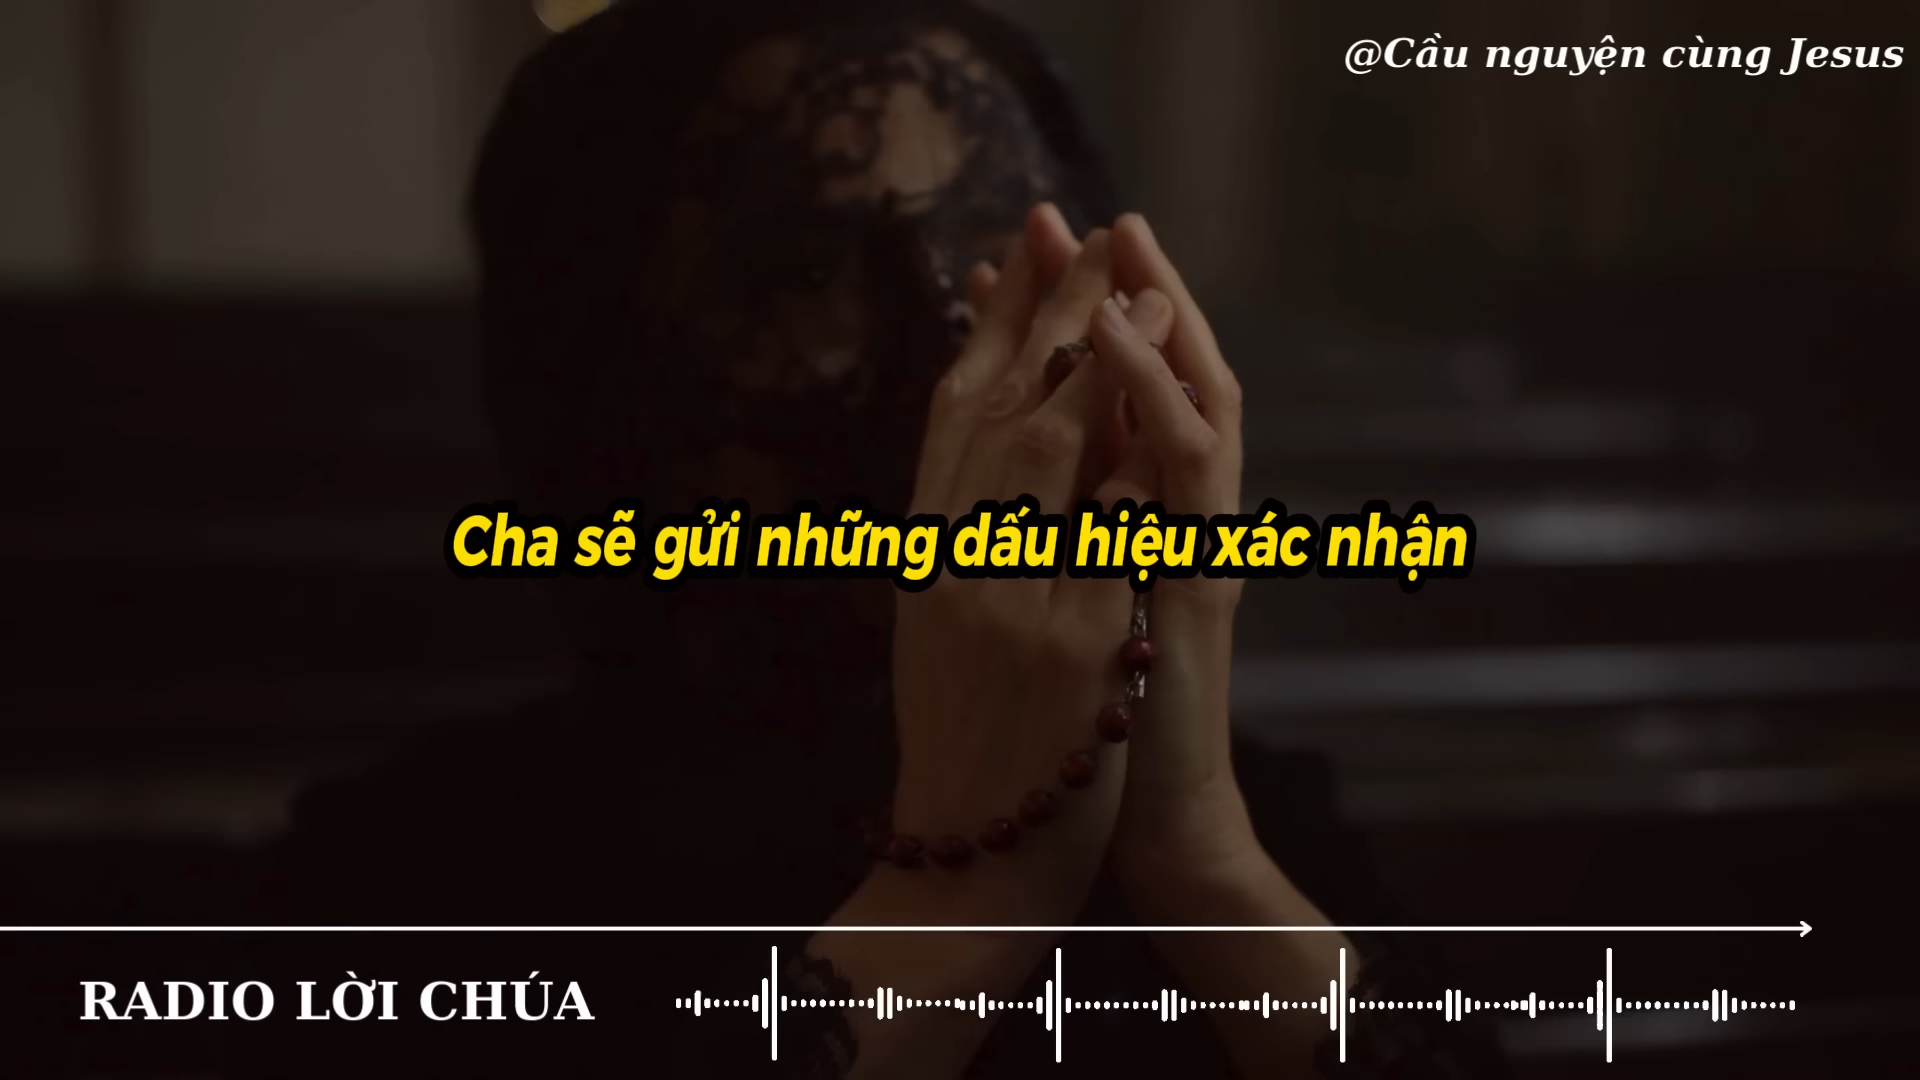 @Cầu nguyện cùng Jesus
Cha sẽ gửi những dấu hiệu xác nhận
RADIO LỜI CHÚA